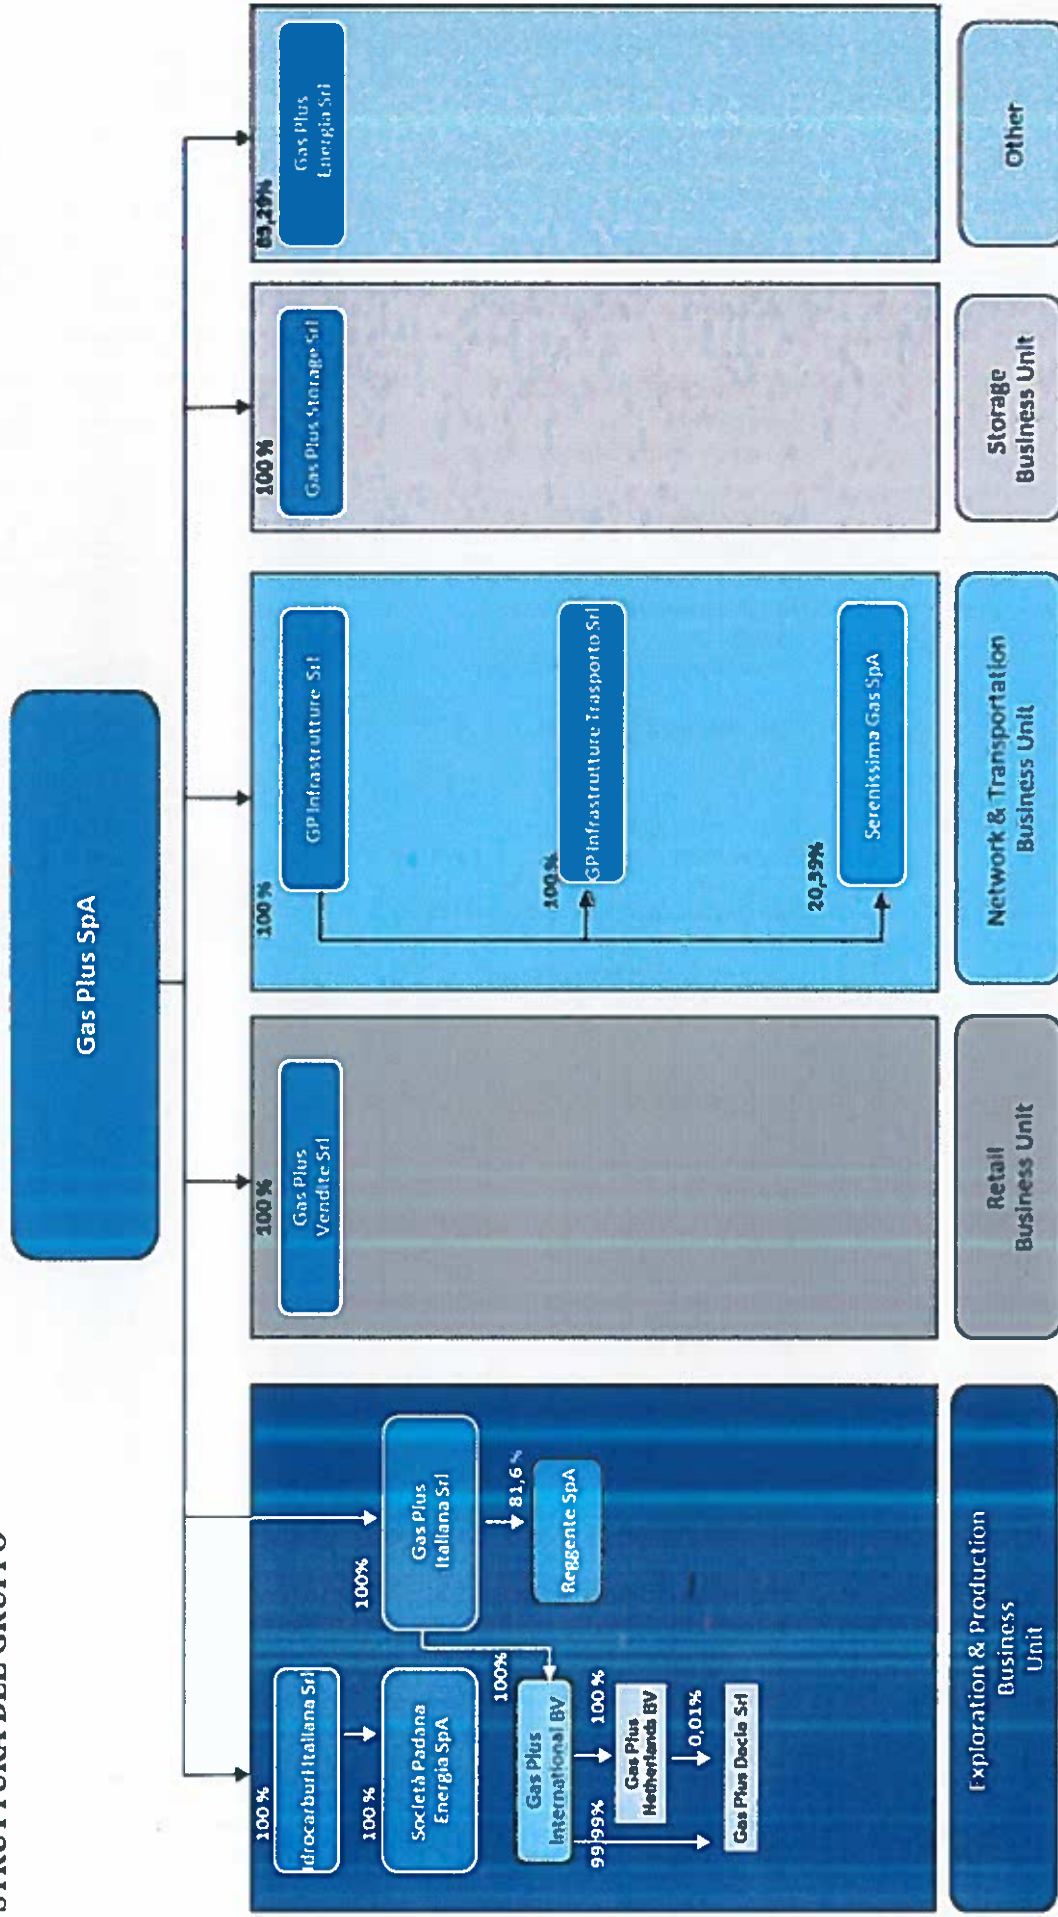 STRUTTURA DEL GRUPPO
Gas Plus SpA
100 %
Idrocarburi Italiana Srl
100 %
Società Padana
Energia SpA
100%
Gas Plus
Italiana Srl
81,6 %
Reggente SpA
100%
Gas Plus
International BV
100 %
Gas Plus
Netherlands BV
99,99%
0,01%
Gas Plus Dacia Srl
Exploration & Production
Business
Unit
100 %
Gas Plus
Vendite Srl
Retail
Business Unit
100 %
GP Infrastrutture Srl
100 %
GP Infrastrutture Trasporto Srl
20,39%
Serenissima Gas SpA
Network & Transportation
Business Unit
100 %
Gas Plus Storage Srl
Storage
Business Unit
Gas Plus
Energia Srl
Other